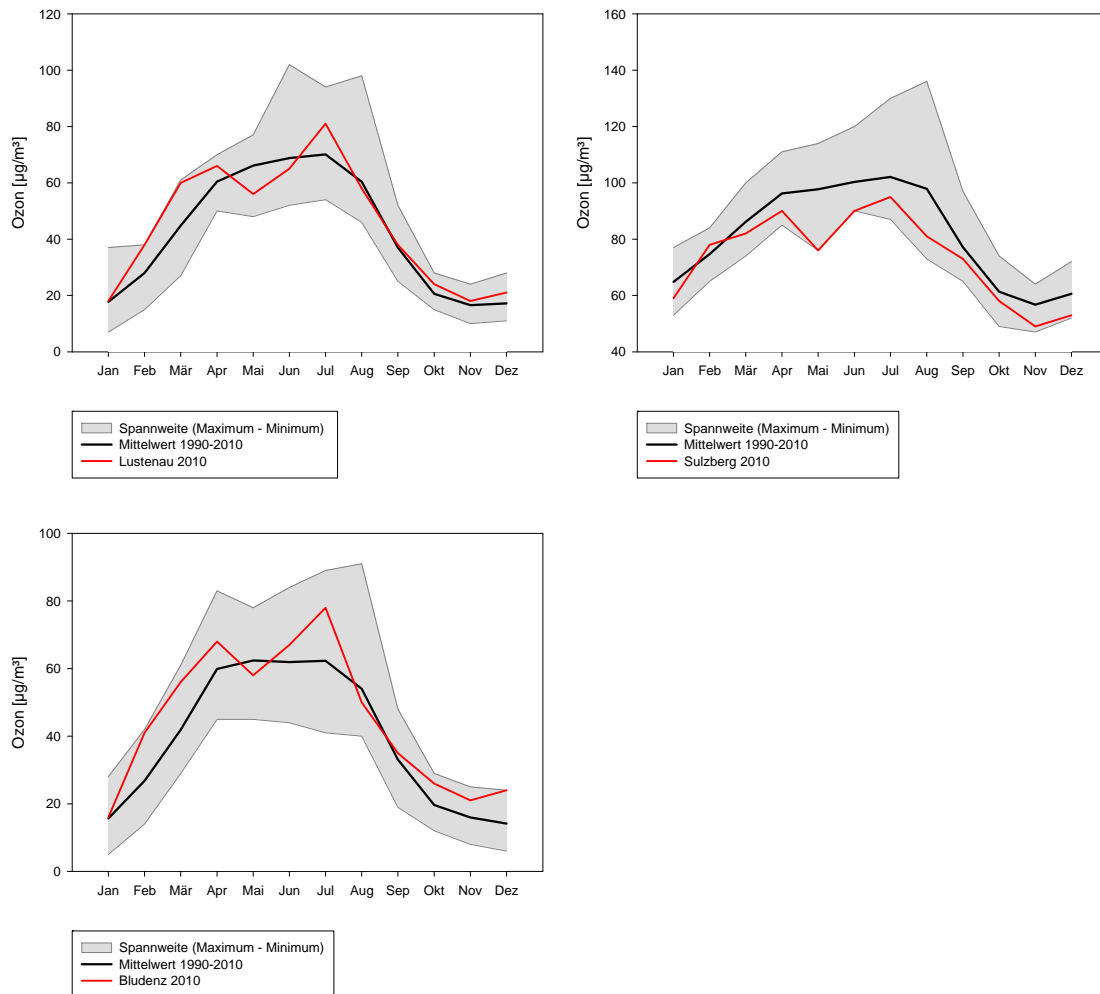 120
100
80
60
40
20
0
Ozon [µg/m³]
Jan Feb Mär Apr Mai Jun Jul Aug Sep Okt Nov Dez
Spannweite (Maximum - Minimum)
Mittelwert 1990-2010
Lustenau 2010
160
140
120
100
80
60
40
Ozon [µg/m³]
Jan Feb Mär Apr Mai Jun Jul Aug Sep Okt Nov Dez
Spannweite (Maximum - Minimum)
Mittelwert 1990-2010
Sulzberg 2010
100
80
60
40
20
0
Ozon [µg/m³]
Jan Feb Mär Apr Mai Jun Jul Aug Sep Okt Nov Dez
Spannweite (Maximum - Minimum)
Mittelwert 1990-2010
Bludenz 2010